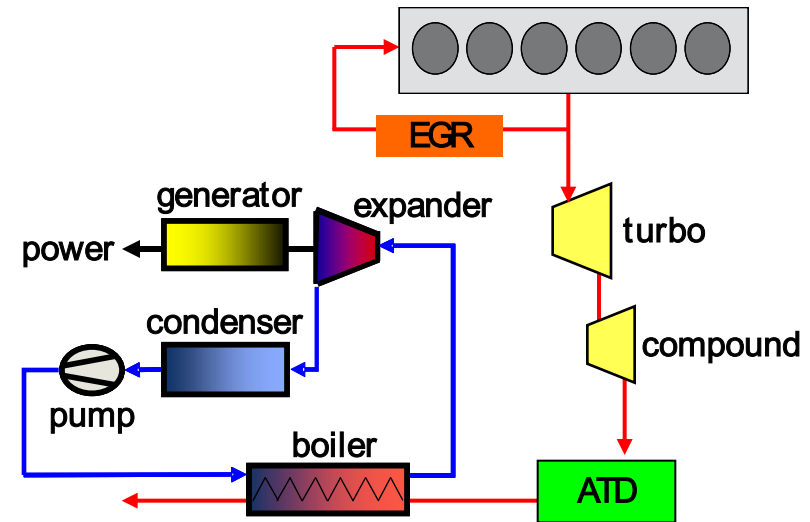 EGR
generator
expander
turbo
power
condenser
compound
pump
boiler
ATD